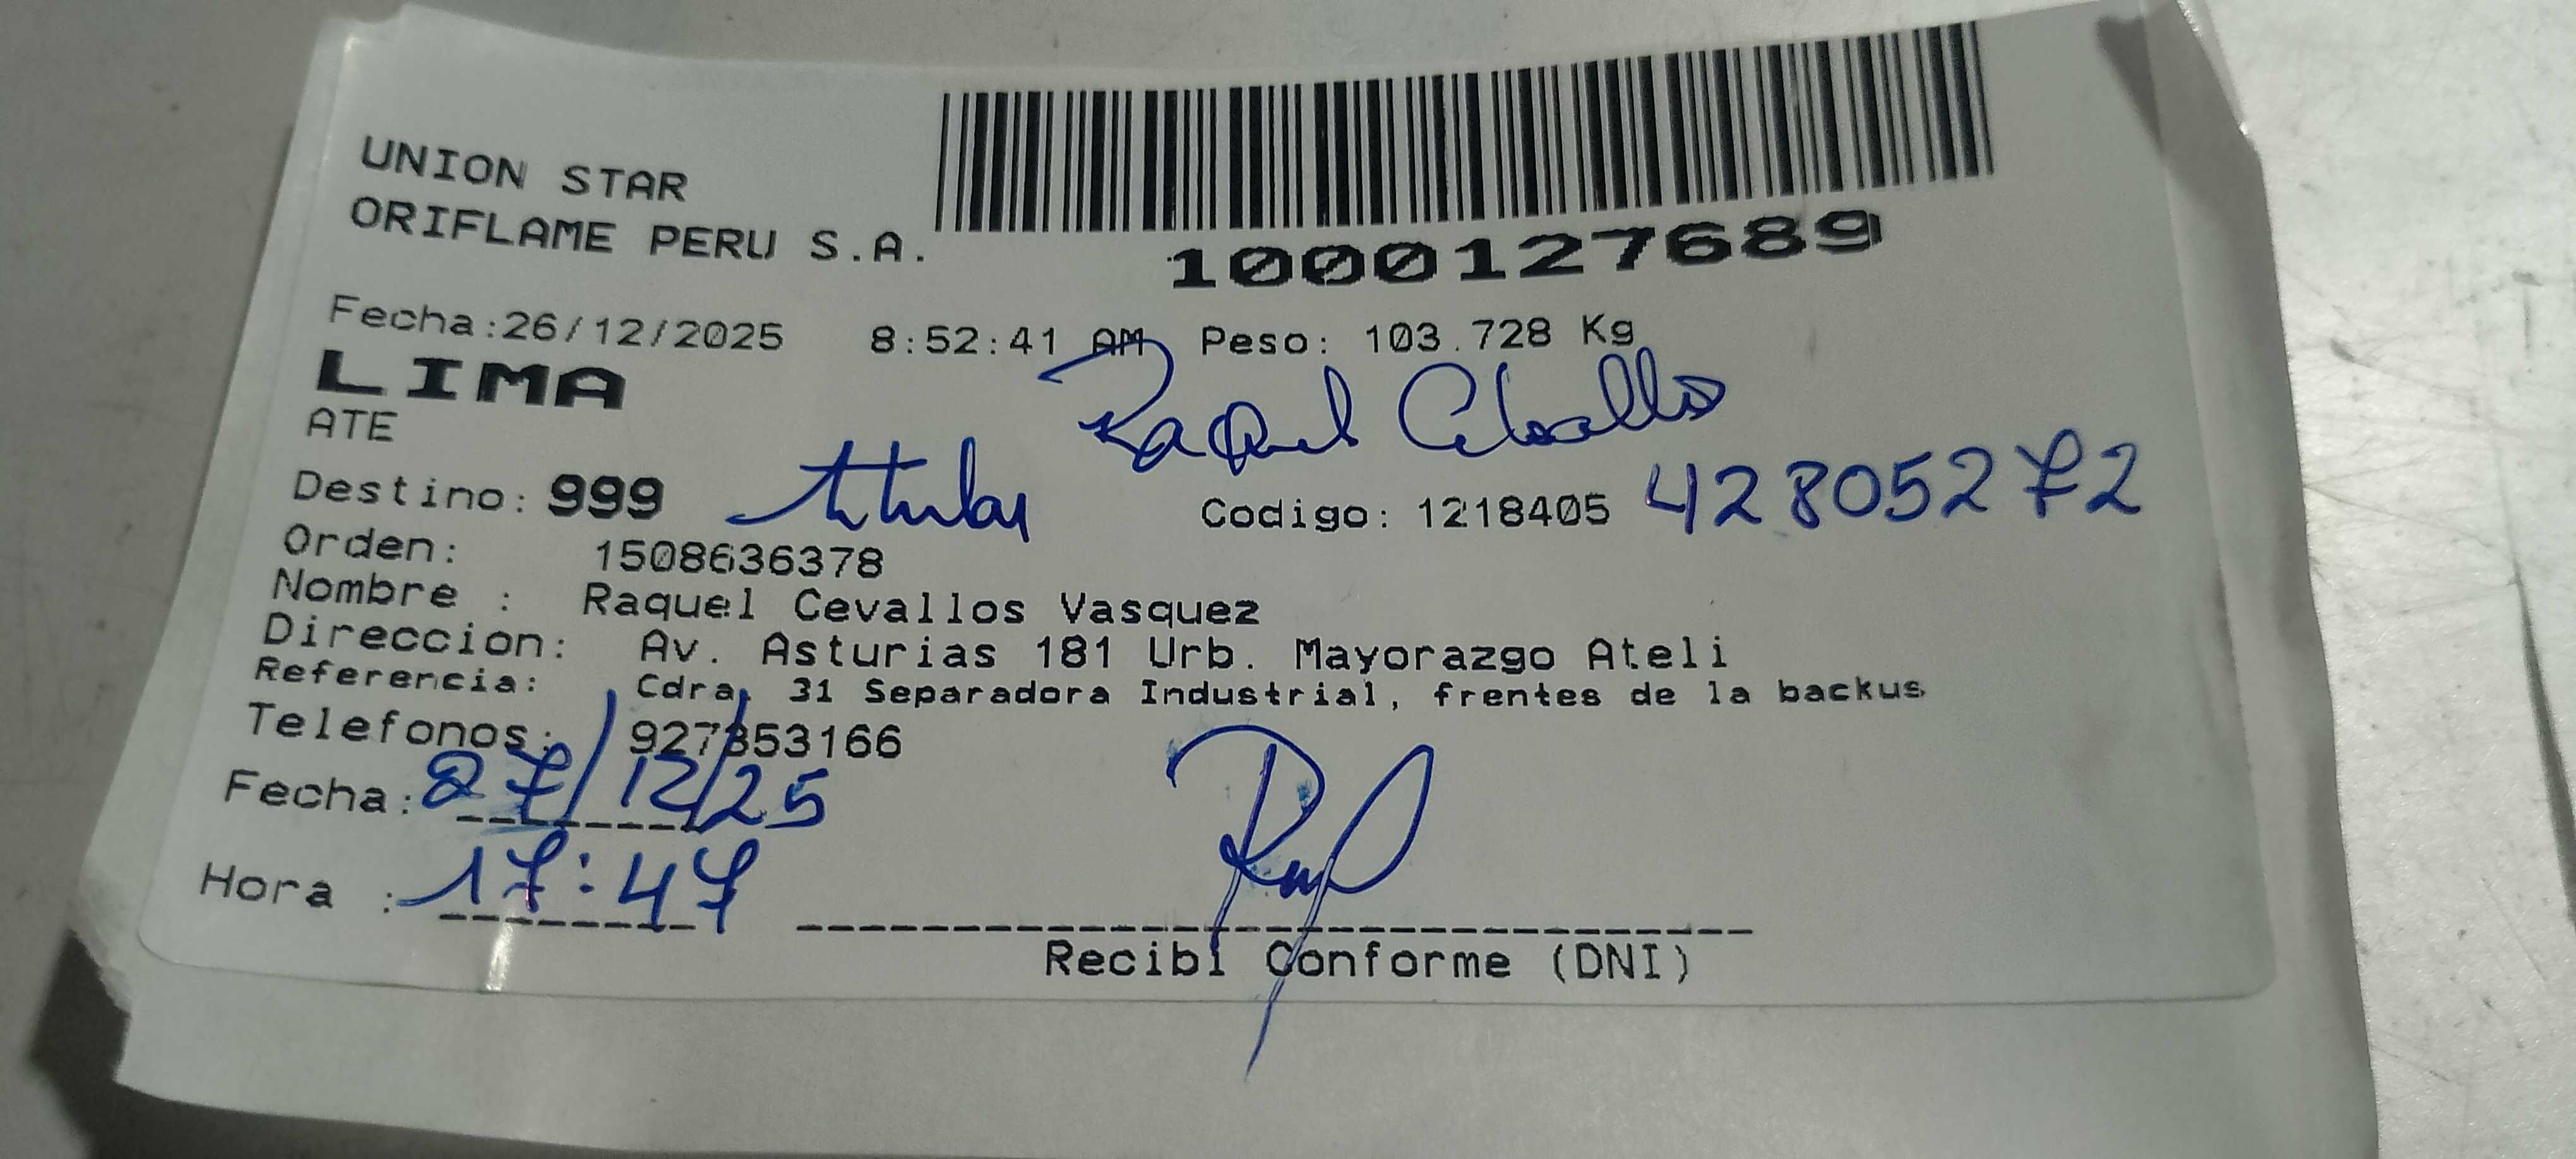 UNION STAR
ORIFLAME PERU S.A.
1000127689
Fecha:26/12/2025 8:52:41 AM Peso: 103.728 Kg
LIMA
Raquel Ceballos
ATE
Destino: 999 titular Codigo: 1218405 42805272
Orden: 1508636378
Nombre : Raquel Cevallos Vasquez
Direccion: Av. Asturias 181 Urb. Mayorazgo Ateli
Referencia: Cdra. 31 Separadora Industrial, frentes de la backus
Telefonos: 927353166
Fecha: 27/12/25
Hora : 17:47
Recibi Conforme (DNI)